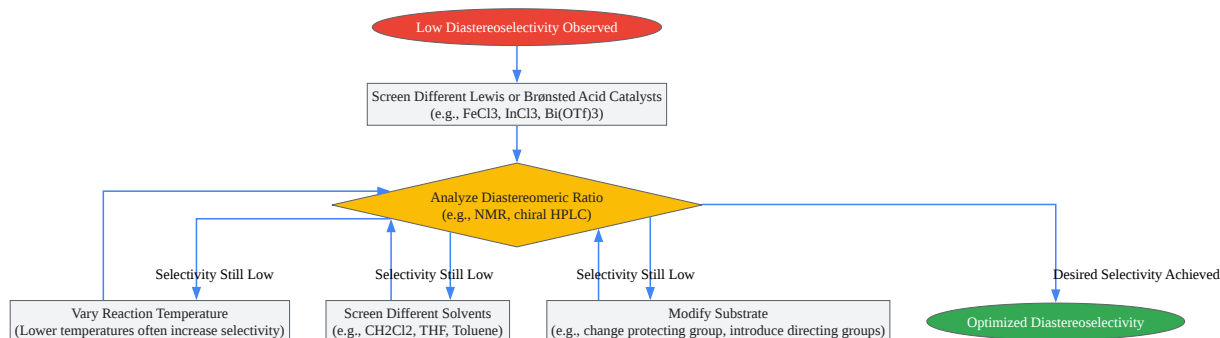 Low Diastereoselectivity Observed
Screen Different Lewis or Brønsted Acid Catalysts
(e.g., FeCl3, InCl3, Bi(OTf)3)
Analyze Diastereomeric Ratio
(e.g., NMR, chiral HPLC)
Selectivity Still Low
Selectivity Still Low
Selectivity Still Low
Desired Selectivity Achieved
Vary Reaction Temperature
(Lower temperatures often increase selectivity)
Screen Different Solvents
(e.g., CH2Cl2, THF, Toluene)
Modify Substrate
(e.g., change protecting group, introduce directing groups)
Optimized Diastereoselectivity